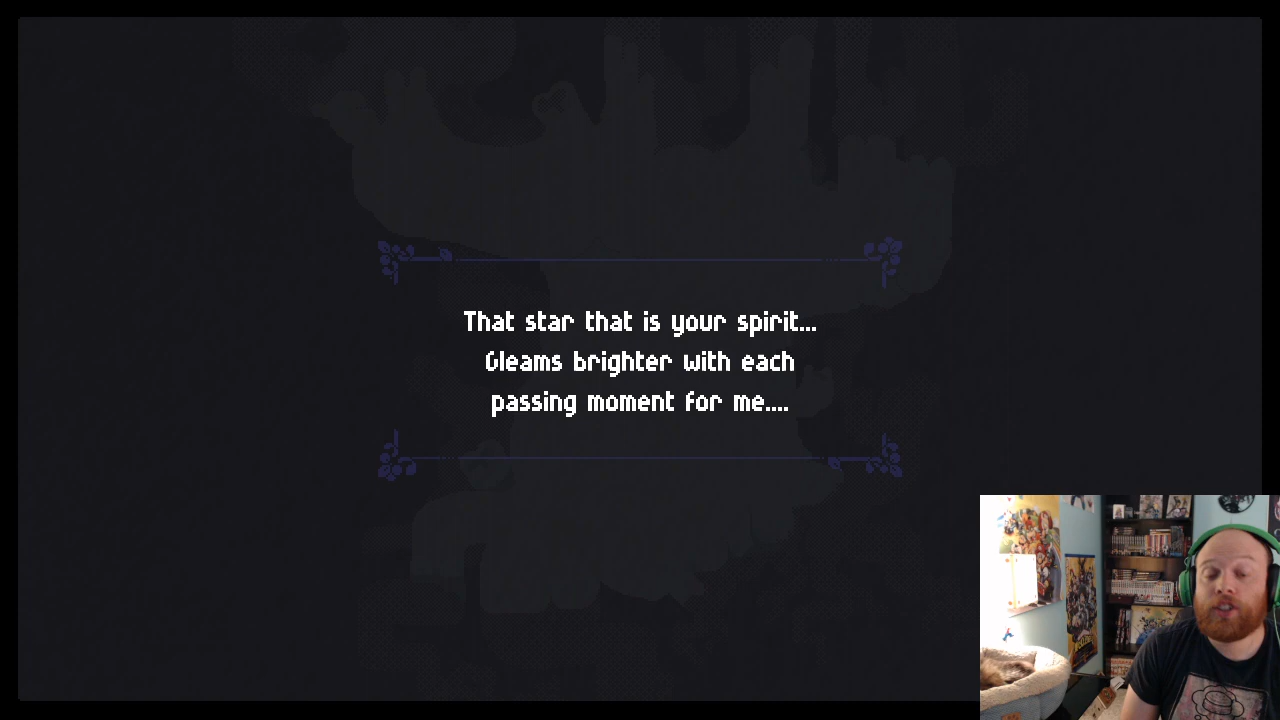 That star that is your spirit...
Gleams brighter with each
passing moment for me....